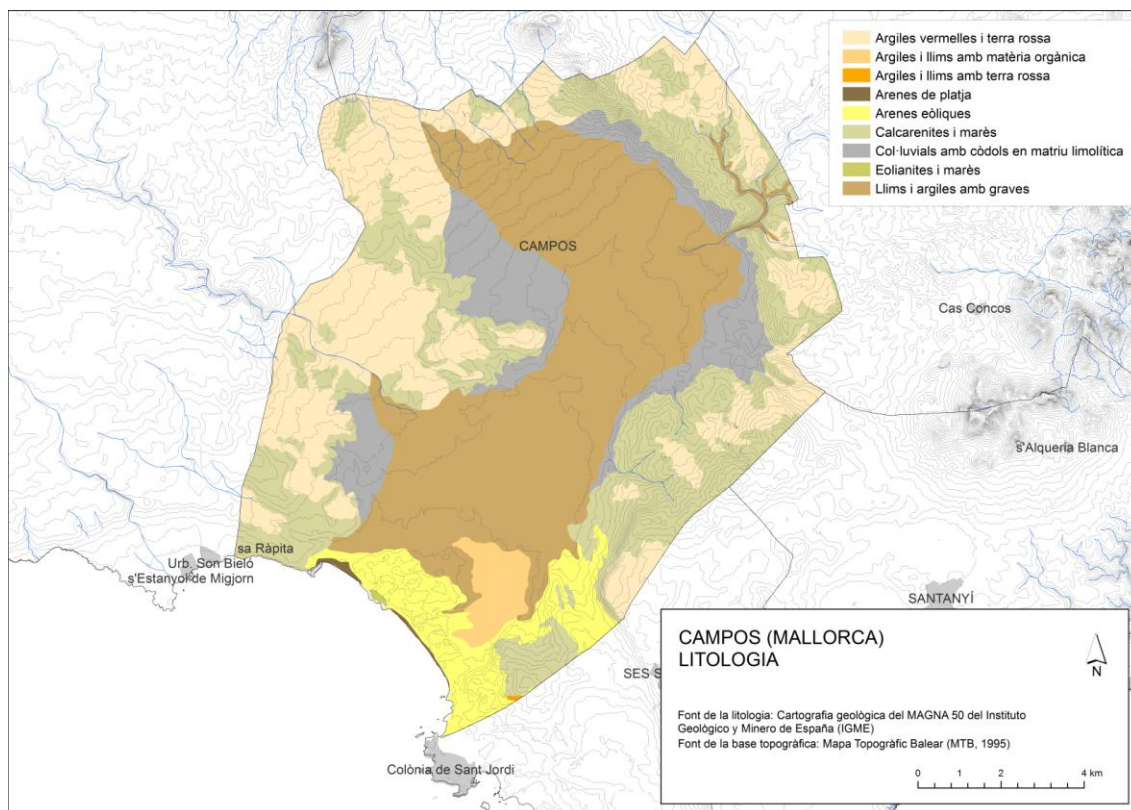 Argiles vermelles i terra rossa
Argiles i llims amb matèria orgànica
Argiles i llims amb terra rossa
Arenes de platja
Arenes eòliques
Calcarenites i marès
Col·luvials amb còdols en matriu limolítica
Eolianites i marès
Llims i argiles amb graves
CAMPOS
Cas Concos
s'Alqueria Blanca
sa Ràpita
Urb. Son Bieló
s'Estanyol de Migjorn
SANTANYÍ
SES S
Colònia de Sant Jordi
CAMPOS (MALLORCA)
LITOLOGIA
N
Font de la litologia: Cartografia geològica del MAGNA 50 del Instituto
Geológico y Minero de España (IGME)
Font de la base topogràfica: Mapa Topogràfic Balear (MTB, 1995)
0 1 2 4 km